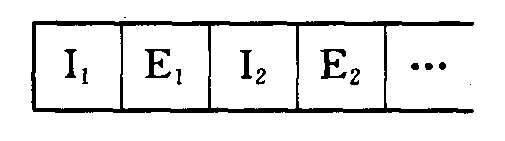 I₁ E₁ I₂ E₂ ...